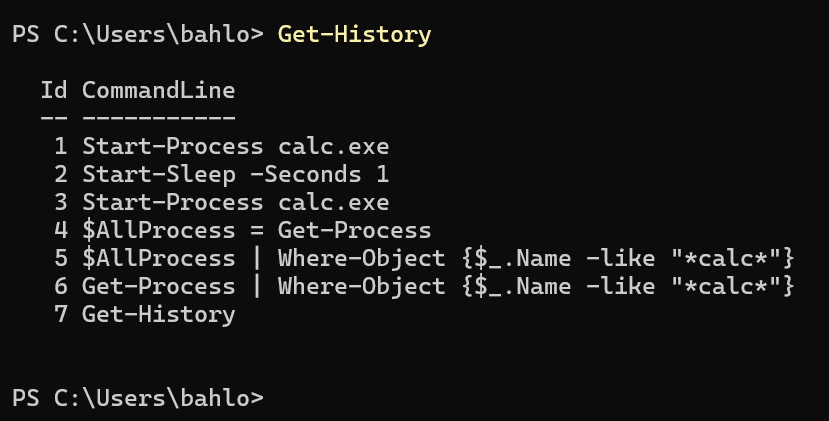 PS C:\Users\bahlo> Get-History
Id CommandLine
-- -----------
1 Start-Process calc.exe
2 Start-Sleep -Seconds 1
3 Start-Process calc.exe
4 $AllProcess = Get-Process
5 $AllProcess | Where-Object {$_.Name -like "*calc*"}
6 Get-Process | Where-Object {$_.Name -like "*calc*"}
7 Get-History
PS C:\Users\bahlo>